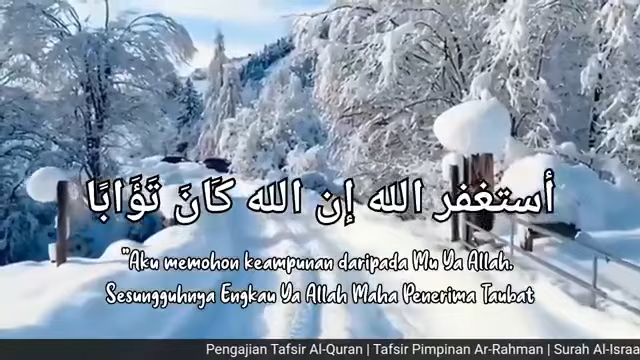 أستغفر الله إن الله كَانَ تَوَّابًا
"Aku memohon keampunan daripada Mu Ya Allah.
Sesungguhnya Engkau Ya Allah Maha Penerima Taubat
Pengajian Tafsir Al-Quran | Tafsir Pimpinan Ar-Rahman | Surah Al-Israa